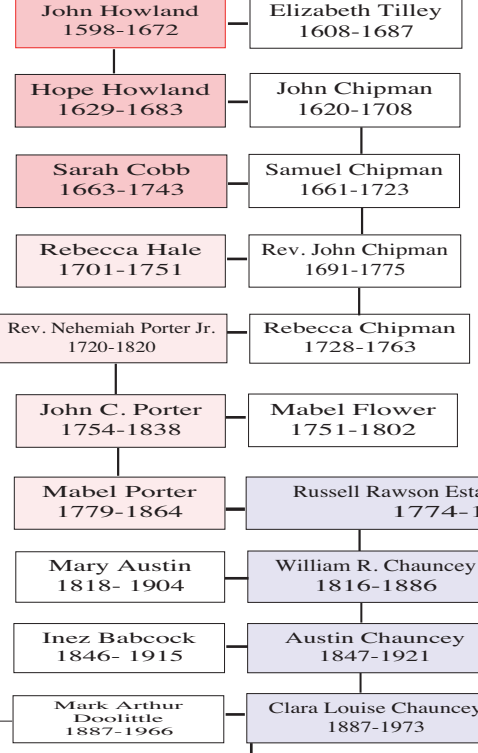 John Howland
1598-1672
Elizabeth Tilley
1608-1687
Hope Howland
1629-1683
John Chipman
1620-1708
Sarah Cobb
1663-1743
Samuel Chipman
1661-1723
Rebecca Hale
1701-1751
Rev. John Chipman
1691-1775
Rev. Nehemiah Porter Jr.
1720-1820
Rebecca Chipman
1728-1763
John C. Porter
1754-1838
Mabel Flower
1751-1802
Mabel Porter
1779-1864
Russell Rawson
1774-
Mary Austin
1818- 1904
William R. Chauncey
1816-1886
Inez Babcock
1846- 1915
Austin Chauncey
1847-1921
Mark Arthur
Doolittle
1887-1966
Clara Louise Chauncey
1887-1973